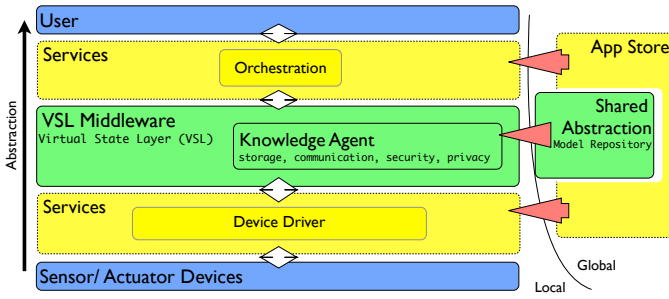 User
Services
Orchestration
VSL Middleware
Virtual State Layer (VSL)
Knowledge Agent
storage, communication, security, privacy
Services
Device Driver
Sensor/ Actuator Devices
Abstraction
App Store
Shared
Abstraction
Model Repository
Global
Local